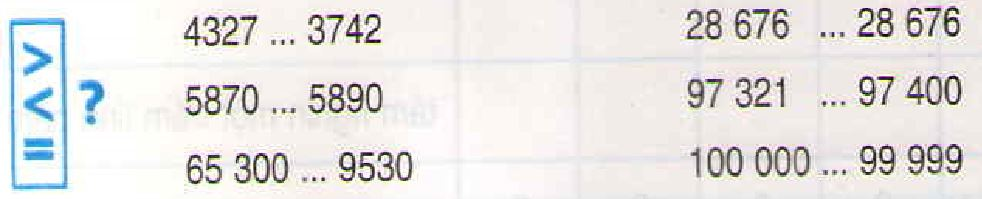 >
<
=
?
4327 ... 3742
28 676 ... 28 676
5870 ... 5890
97 321 ... 97 400
65 300 ... 9530
100 000 ... 99 999